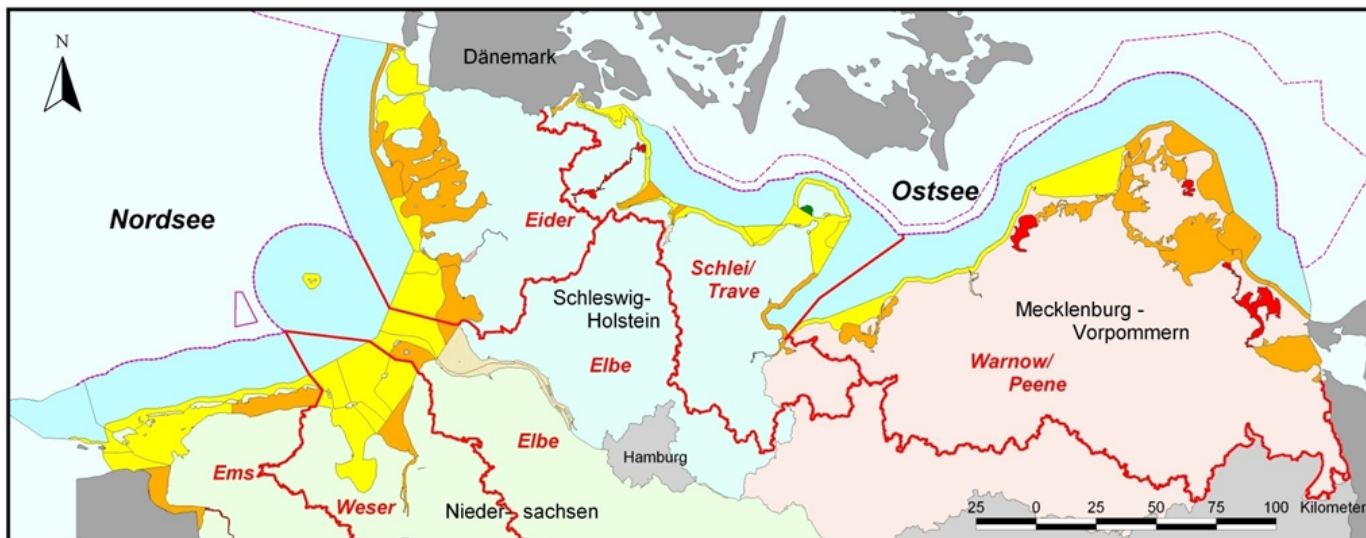 N
Dänemark
Nordsee
Ostsee
Eider
Schlei/
Trave
Schleswig-
Holstein
Elbe
Mecklenburg -
Vorpommern
Warnow/
Peene
Elbe
Hamburg
Ems
Weser
Nieder- sachsen
25 0 25 50 75 100 Kilometer